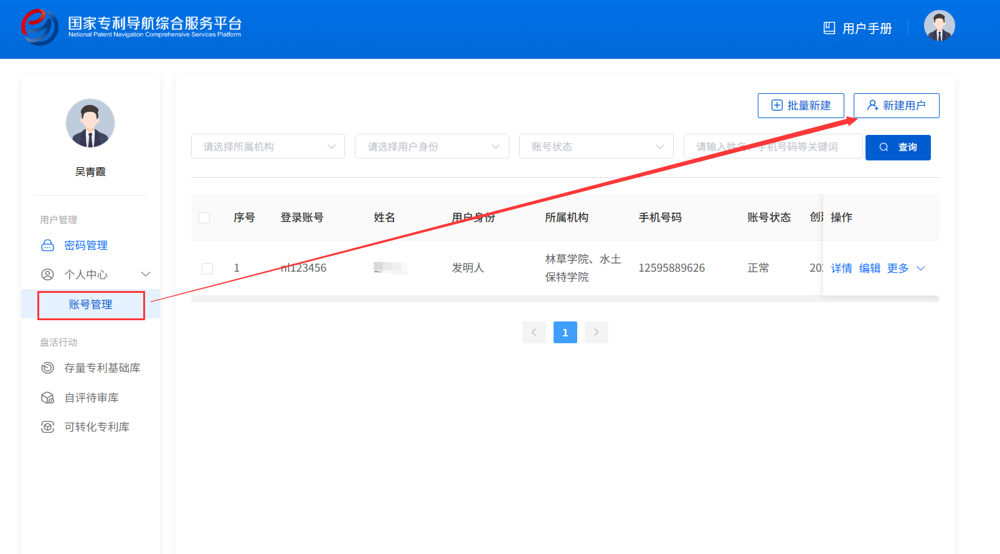 国家专利导航综合服务平台
National Patent Navigation Comprehensive Services Platform
用户手册
吴青霞
用户管理
密码管理
个人中心
账号管理
盘活行动
存量专利基础库
自评待审库
可转化专利库
批量新建
新建用户
请选择所属机构
请选择用户身份
账号状态
请输入姓名、手机号码等关键词
查询
序号 登录账号 姓名 用户身份 所属机构 手机号码 账号状态 创 操作
1 nl123456 发明人 林草学院、水土 12595889626 正常 20 详情 编辑 更多
保特学院
1